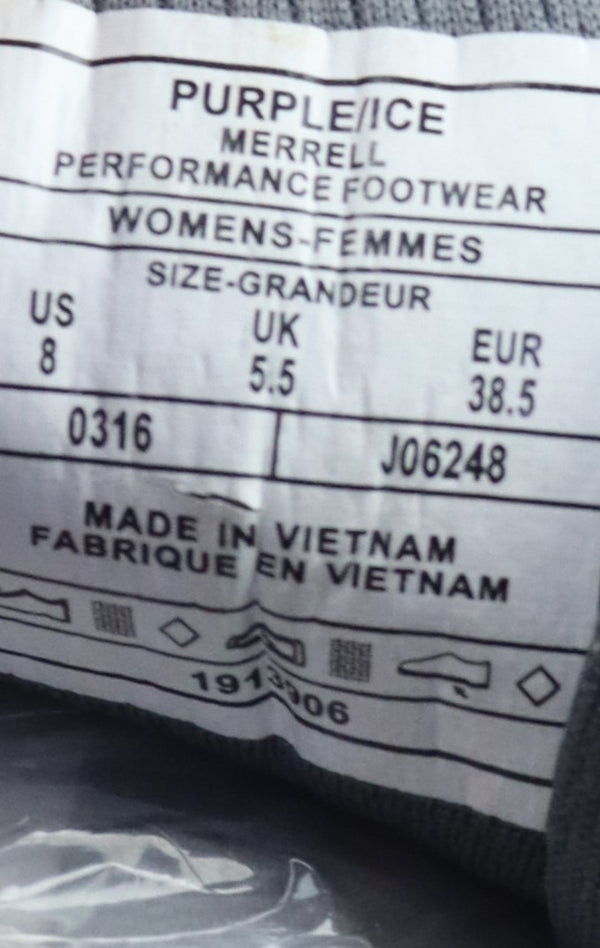 PURPLE/ICE
MERRELL
PERFORMANCE FOOTWEAR
WOMENS-FEMMES
SIZE-GRANDEUR
US UK EUR
8 5.5 38.5
0316 J06248
MADE IN VIETNAM
FABRIQUE EN VIETNAM